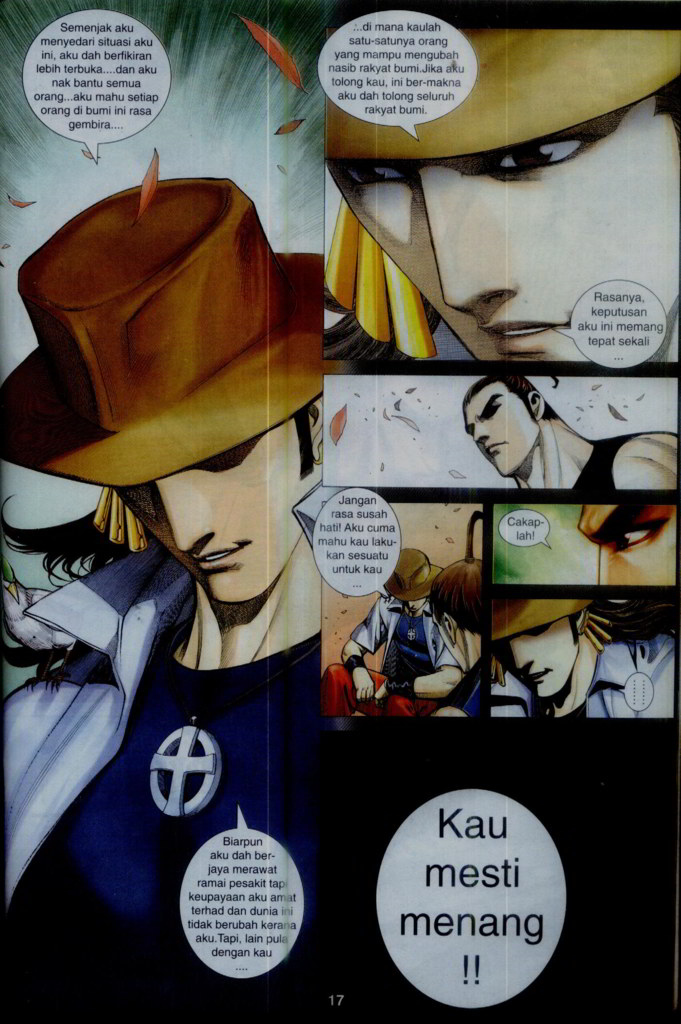 Semenjak aku
menyedari situasi aku
ini, aku dah berfikiran
lebih terbuka....dan aku
nak bantu semua
orang...aku mahu setiap
orang di bumi ini rasa
gembira....
Biarpun
aku dah ber-
jaya merawat
ramai pesakit tapi
keupayaan aku amat
terhad dan dunia ini
tidak berubah kerana
aku.Tapi, lain pula
dengan kau
....
...di mana kaulah
satu-satunya orang
yang mampu mengubah
nasib rakyat bumi.Jika aku
tolong kau, ini ber-makna
aku dah tolong seluruh
rakyat bumi.
Rasanya,
keputusan
aku ini memang
tepat sekali
...
Jangan
rasa susah
hati! Aku cuma
mahu kau laku-
kan sesuatu
untuk kau
...
Cakap-
lah!
Kau
mesti
menang
!!
17